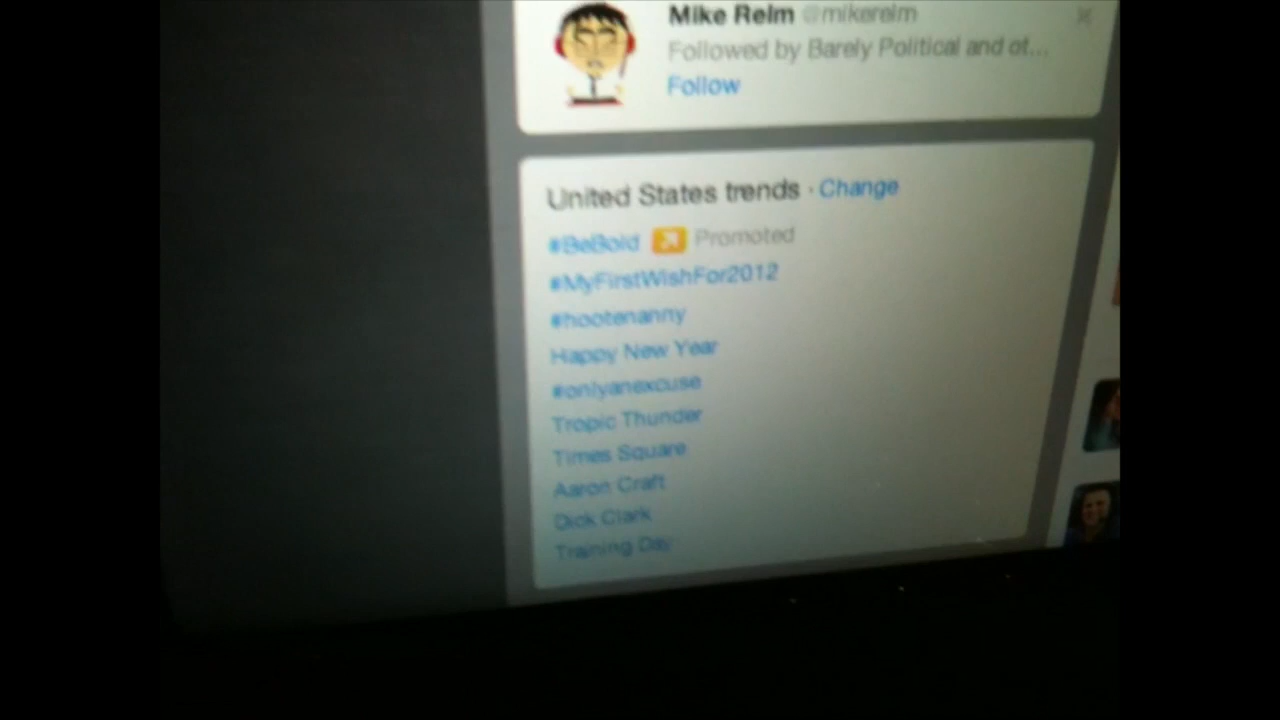 Mike Relm @mikerelm
Followed by Barely Political and ot...
Follow
United States trends · Change
#BeBold Promoted
#MyFirstWishFor2012
#hootenanny
Happy New Year
#onlyanexcuse
Tropic Thunder
Times Square
Aaron Craft
Dick Clark
Training Day